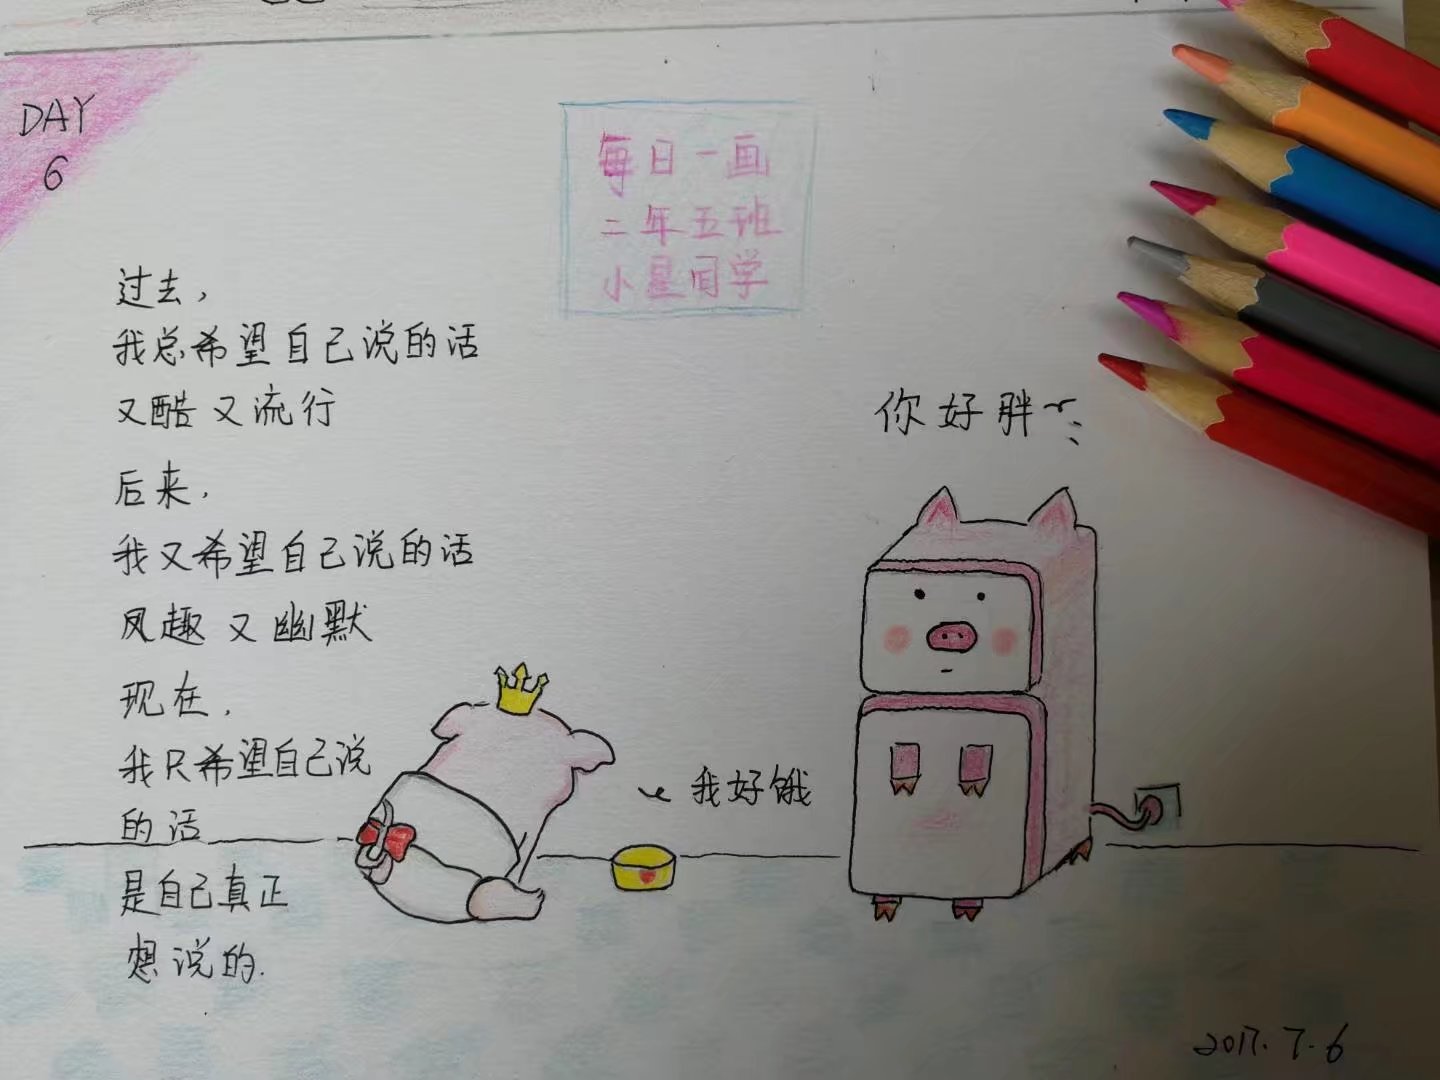 DAY
6
每日一画
二年五班
小星同学
过去，
我总希望自己说的话
又酷又流行
后来，
我又希望自己说的话
风趣又幽默
现在，
我只希望自己说
的话
是自己真正
想说的.
你好胖~
我好饿
2017.7.6